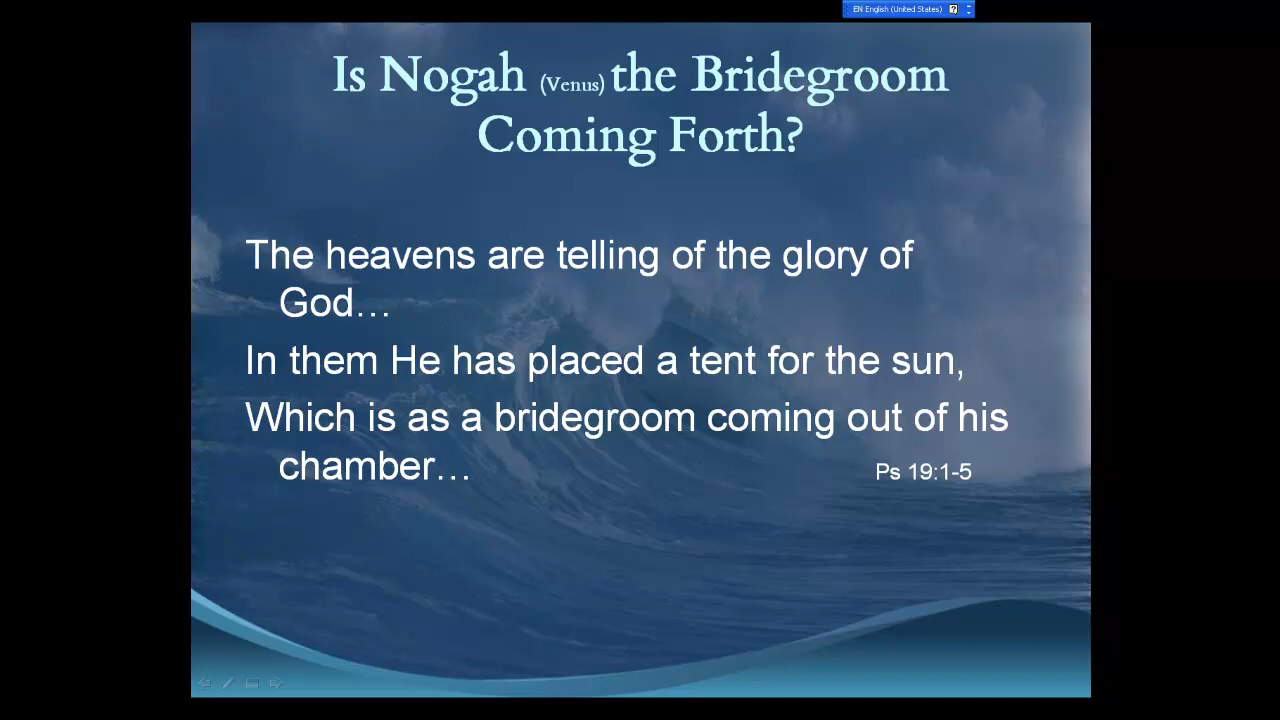 EN English (United States) ?
Is Nogah (Venus) the Bridegroom
Coming Forth?
The heavens are telling of the glory of
God…
In them He has placed a tent for the sun,
Which is as a bridegroom coming out of his
chamber… Ps 19:1-5